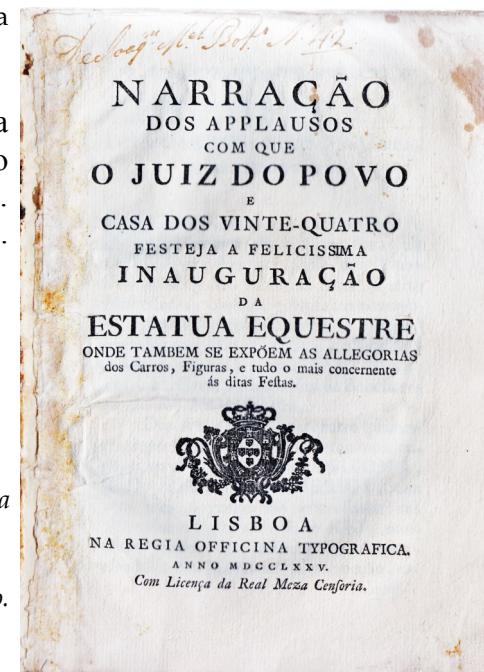 a
a
o
.
.
a
.
NARRAÇÃO
DOS APPLAUSOS
COM QUE
O JUIZ DO POVO
E
CASA DOS VINTE-QUATRO
FESTEJA A FELICISSIMA
INAUGURAÇÃO
DA
ESTATUA EQUESTRE
ONDE TAMBEM SE EXPÕEM AS ALLEGORIAS
dos Carros, Figuras, e tudo o mais concernente
ás ditas Feſtas.
LISBOA
NA REGIA OFFICINA TYPOGRAFICA.
ANNO MDCCLXXV.
Com Licença da Real Meza Cenſoria.